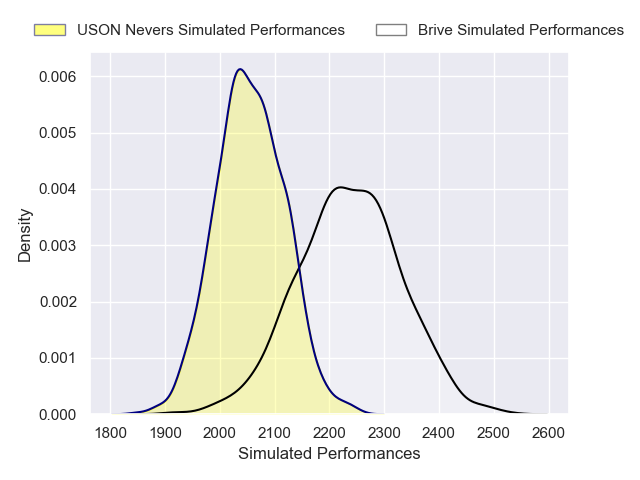 USON Nevers Simulated Performances Brive Simulated Performances
0.006
0.005
0.004
0.003
0.002
0.001
0.000
Density
1800 1900 2000 2100 2200 2300 2400 2500 2600
Simulated Performances